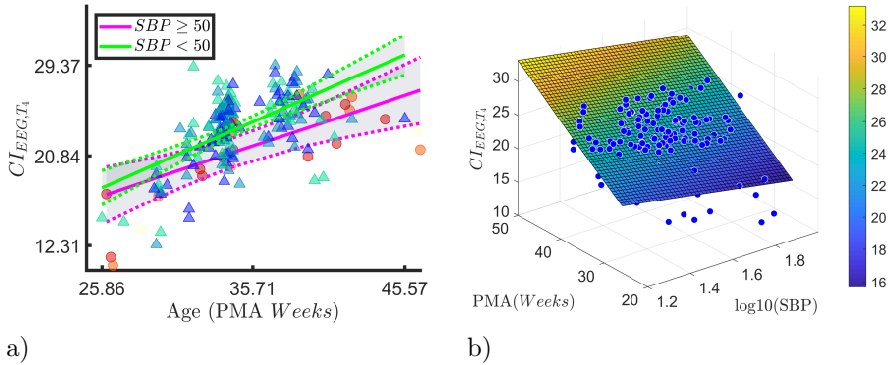 SBP ≥ 50
SBP < 50
29.37
20.84
12.31
CI_{EEG,T_4}
25.86 35.71 45.57
Age (PMA Weeks)
a)
30
25
20
15
10
CI_{EEG,T_4}
50
40
30
20
PMA(Weeks)
1.2 1.4 1.6 1.8
log10(SBP)
32
30
28
26
24
22
20
18
16
b)